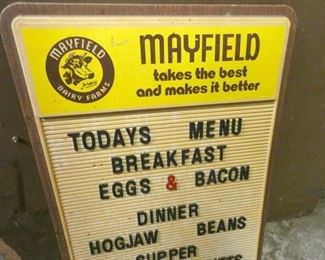 MAYFIELD
DAIRY FARMS
MAYFIELD
takes the best
and makes it better
TODAYS MENU
BREAKFAST
EGGS & BACON
DINNER
HOGJAW BEANS
SUPPER